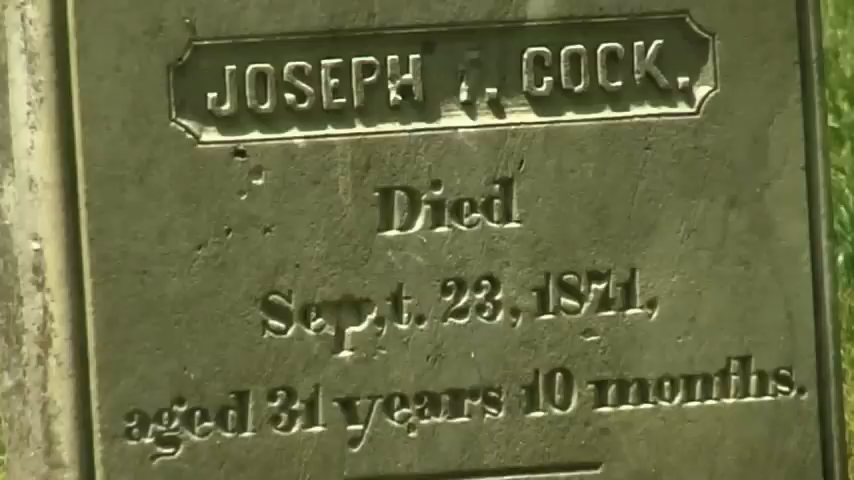 JOSEPH T. COCK.
Died
Sept. 23, 1871,
aged 31 years 10 months.